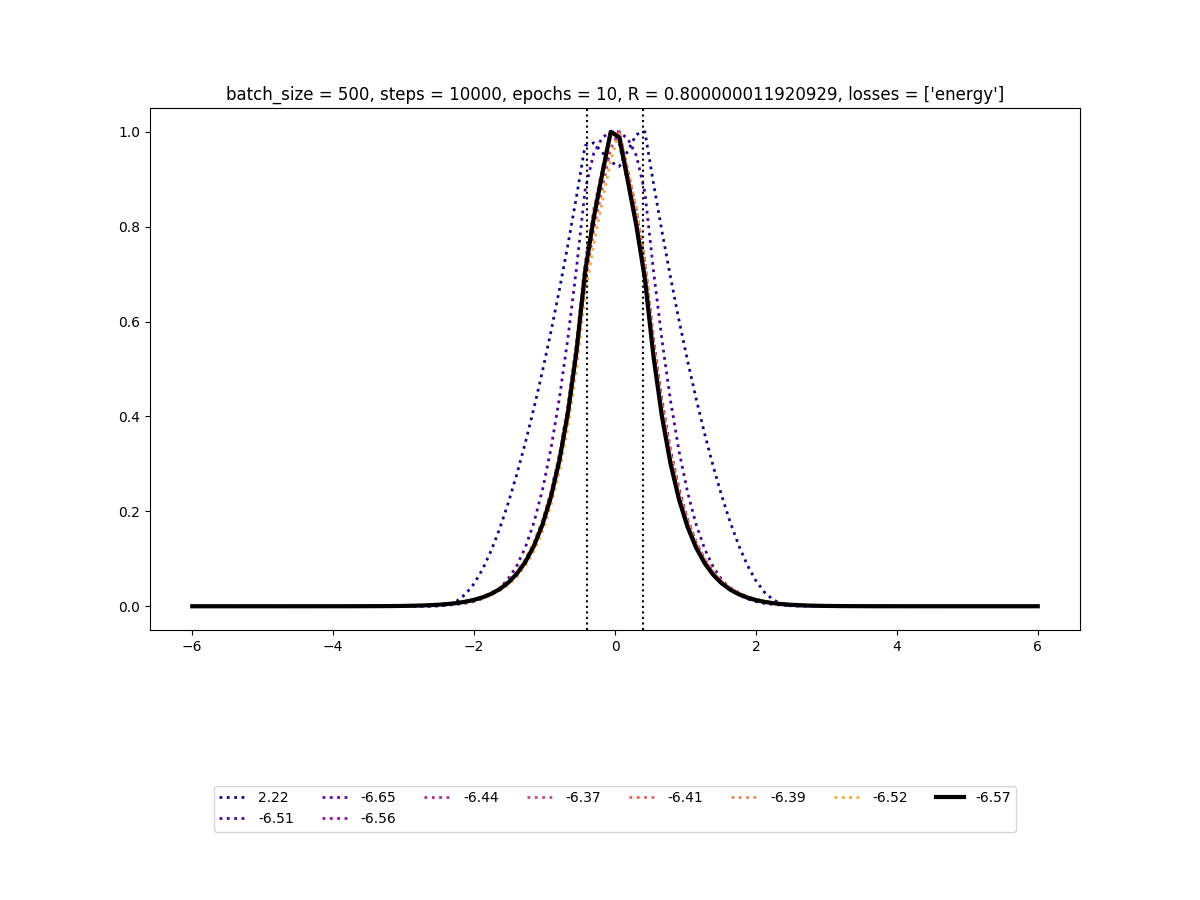 batch_size = 500, steps = 10000, epochs = 10, R = 0.800000011920929, losses = ['energy']
1.0
0.8
0.6
0.4
0.2
0.0
−6 −4 −2 0 2 4 6
2.22 -6.65 -6.44 -6.37 -6.41 -6.39 -6.52 -6.57
-6.51 -6.56